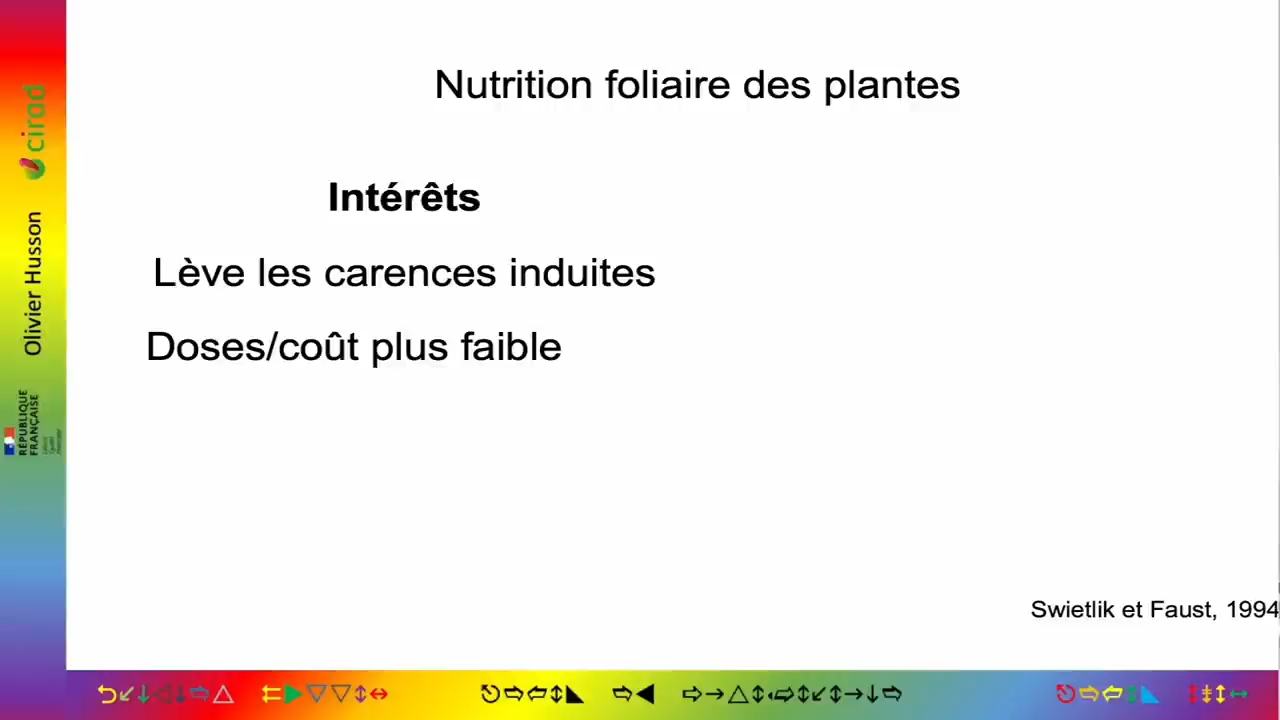 Nutrition foliaire des plantes
Intérêts
Lève les carences induites
Doses/coût plus faible
Swietlik et Faust, 1994
cirad
Olivier Husson
RÉPUBLIQUE
FRANÇAISE